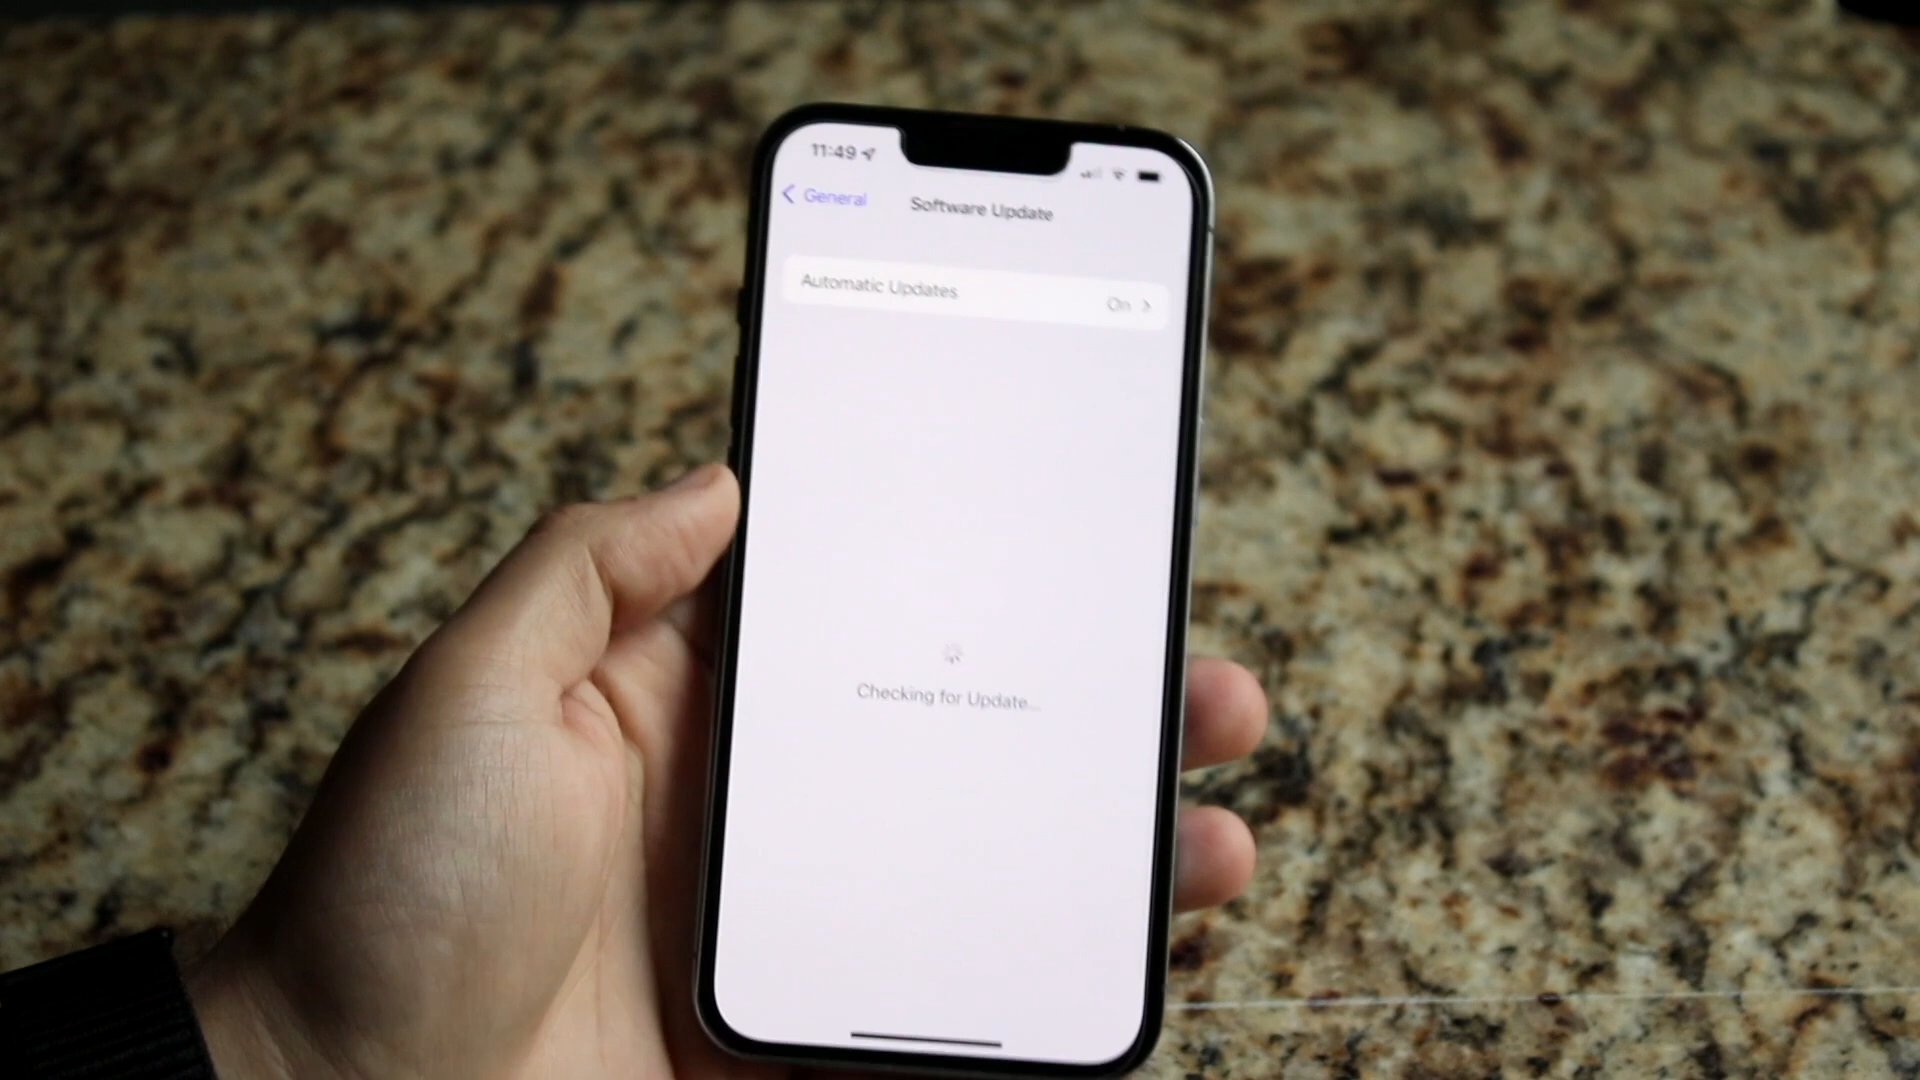 11:49
General
Software Update
Automatic Updates
On
Checking for Update...